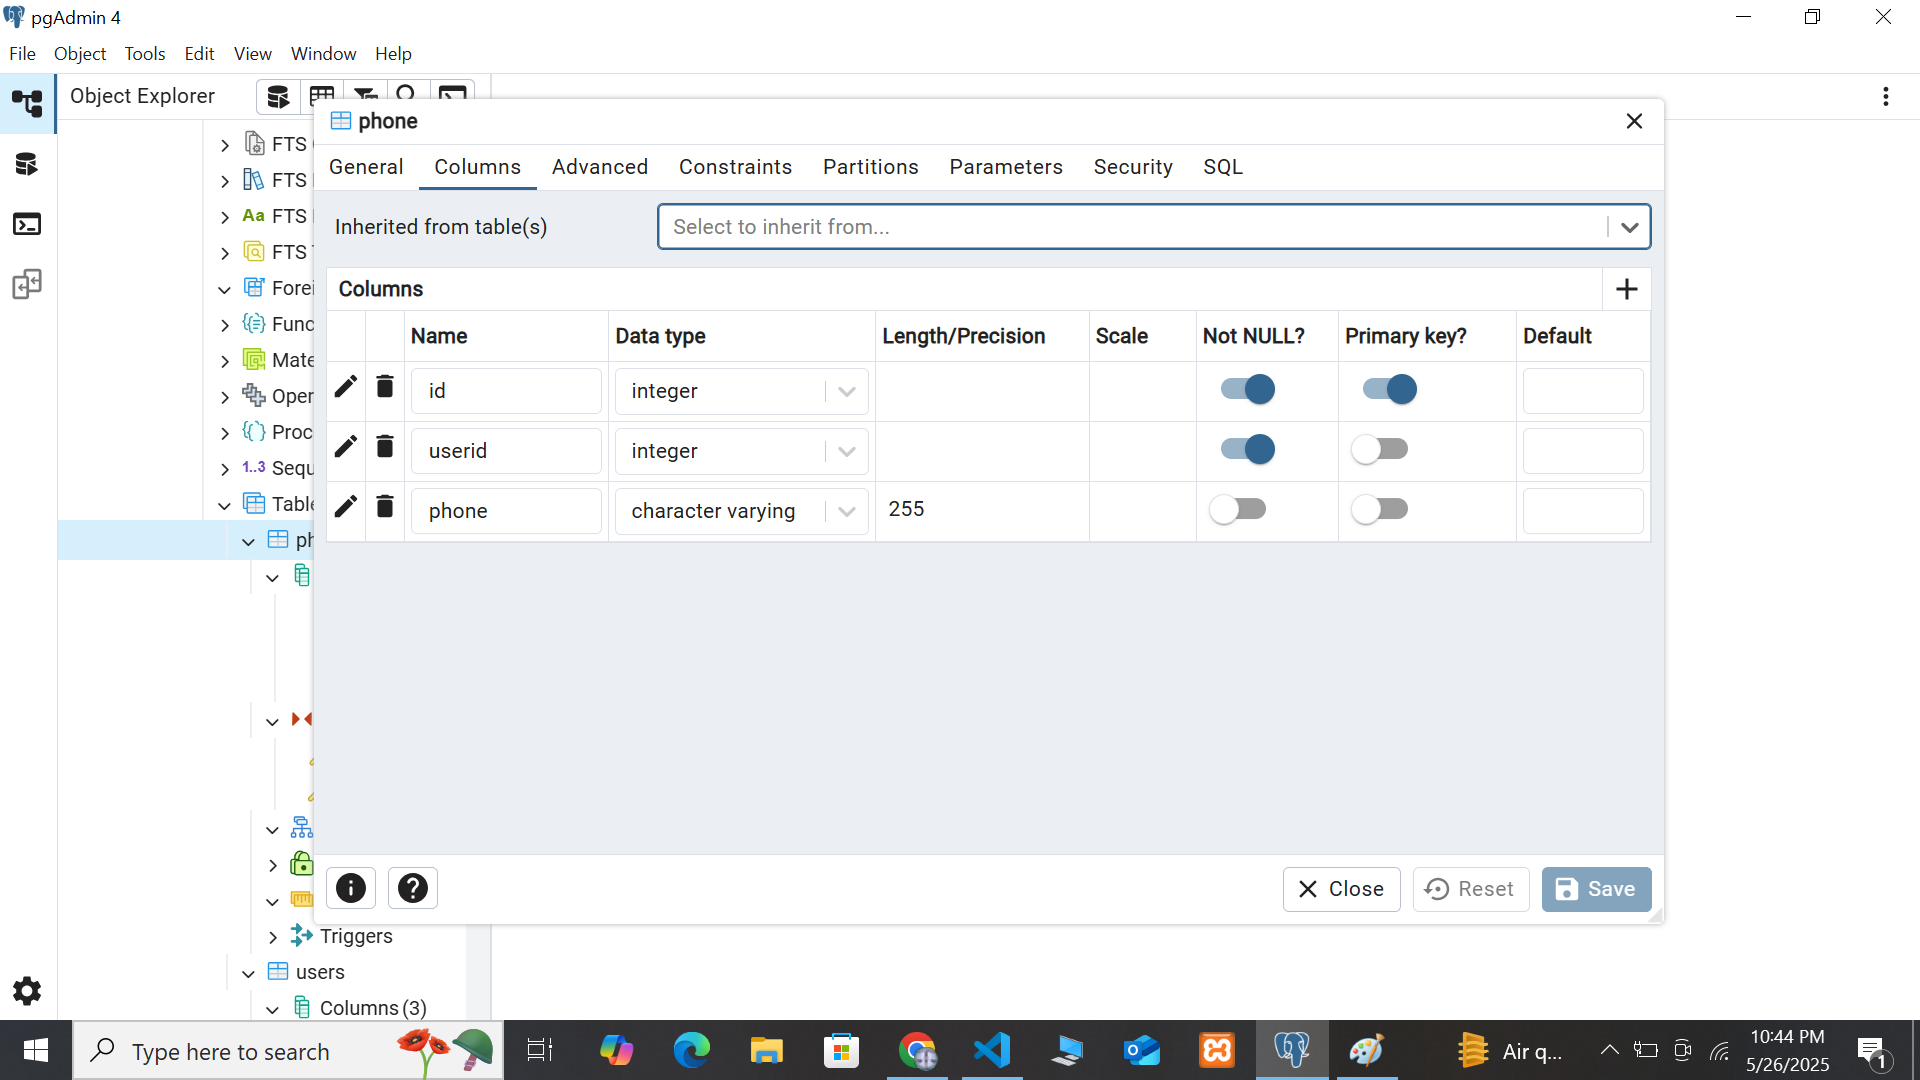 pgAdmin 4
File Object Tools Edit View Window Help
Object Explorer
FTS
FTS
Aa FTS
FTS
Forei
Func
Mate
Oper
Proc
1..3 Sequ
Table
ph
Triggers
users
Columns (3)
phone
General Columns Advanced Constraints Partitions Parameters Security SQL
Inherited from table(s) Select to inherit from...
Columns
Name Data type Length/Precision Scale Not NULL? Primary key? Default
id integer
userid integer
phone character varying 255
Close Reset Save
Type here to search
Air q...
10:44 PM
5/26/2025
1